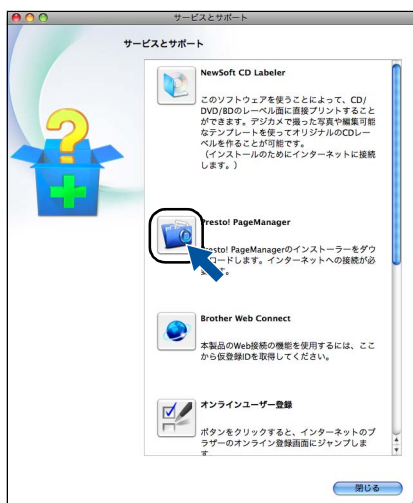 サービスとサポート
サービスとサポート
NewSoft CD Labeler
このソフトウェアを使うことによって、CD/
DVD/BDのレーベル面に直接プリントすること
ができます。デジカメで撮った写真や編集可能
なテンプレートを使ってオリジナルのCDレー
ベルを作ることが可能です。
(インストールのためにインターネットに接続
します。)
Presto! PageManager
Presto! PageManagerのインストーラーをダウ
ロードします。インターネットへの接続が必
です。
Brother Web Connect
本製品のWeb接続の機能を使用するには、ここ
から仮登録IDを取得してください。
オンラインユーザー登録
ボタンをクリックすると、インターネットのブ
ラザーのオンライン登録画面にジャンプしま
す。
閉じる